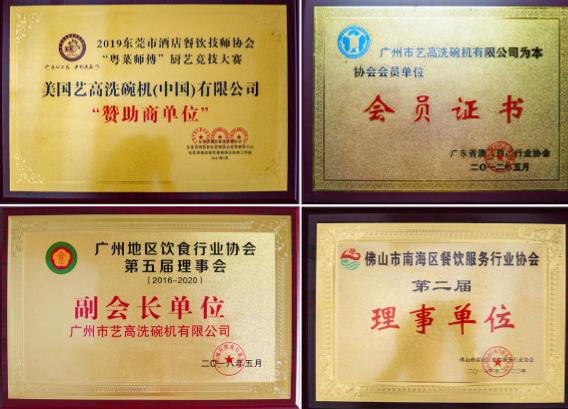 2019东莞市酒店餐饮技师协会
“粤菜师傅”厨艺竞技大赛
美国艺高洗碗机(中国)有限公司
“赞助商单位”
广州市艺高洗碗机有限公司为本
协会会员单位
会员证书
行业协会
二〇一二年五月
广州地区饮食行业协会
第五届理事会
(2016-2020)
副会长单位
广州市艺高洗碗机有限公司
二〇一八年五月
佛山市南海区餐饮服务行业协会
第二届
理事单位